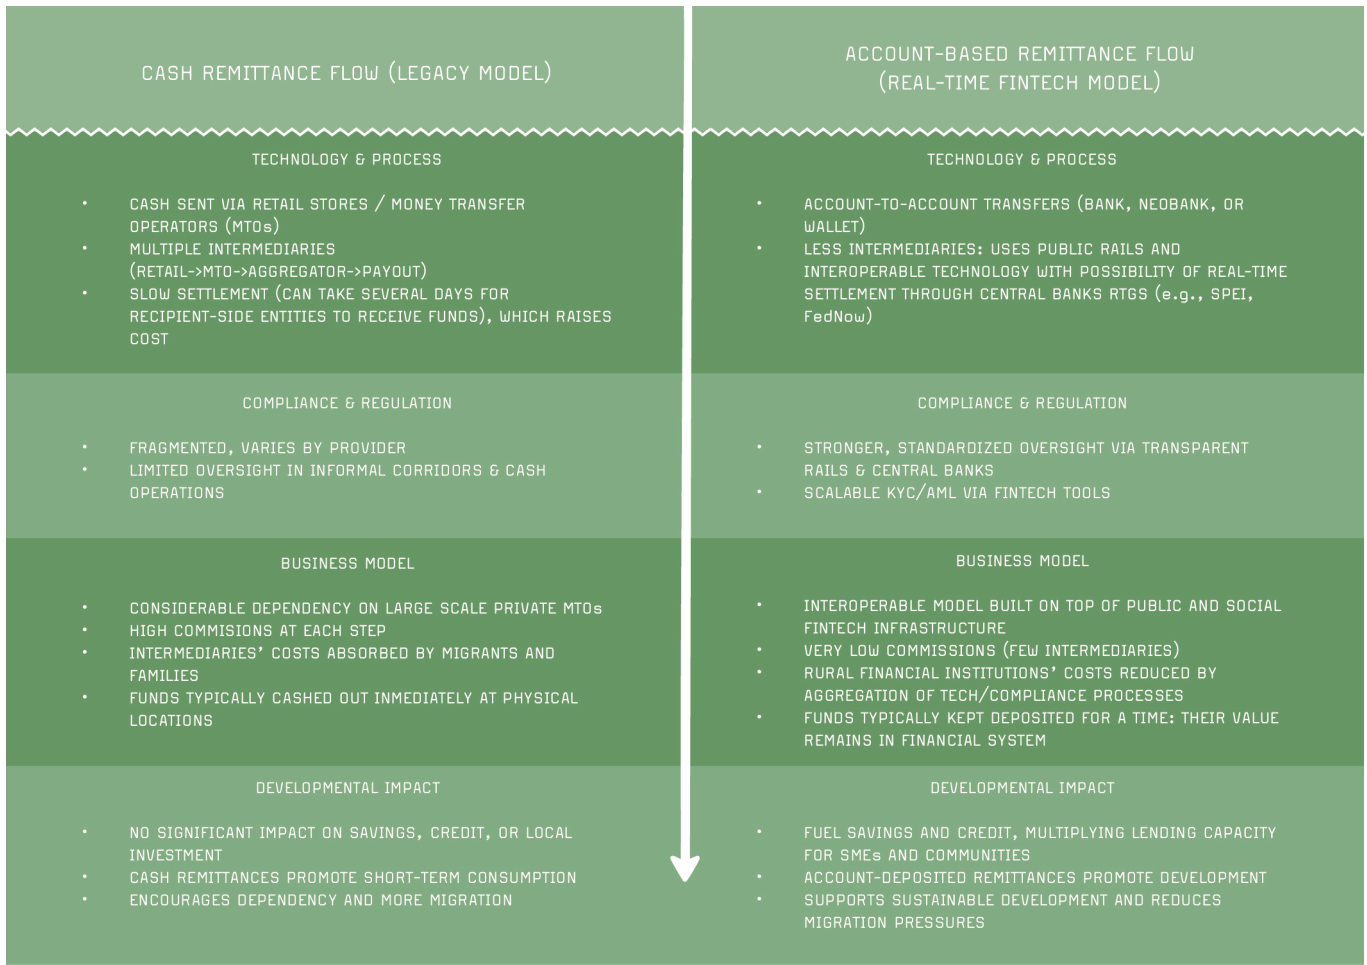 CASH REMITTANCE FLOW (LEGACY MODEL)
TECHNOLOGY & PROCESS
• CASH SENT VIA RETAIL STORES / MONEY TRANSFER
OPERATORS (MTOs)
• MULTIPLE INTERMEDIARIES
(RETAIL->MTO->AGGREGATOR->PAYOUT)
• SLOW SETTLEMENT (CAN TAKE SEVERAL DAYS FOR
RECIPIENT-SIDE ENTITIES TO RECEIVE FUNDS), WHICH RAISES
COST
COMPLIANCE & REGULATION
• FRAGMENTED, VARIES BY PROVIDER
• LIMITED OVERSIGHT IN INFORMAL CORRIDORS & CASH
OPERATIONS
BUSINESS MODEL
• CONSIDERABLE DEPENDENCY ON LARGE SCALE PRIVATE MTOs
• HIGH COMMISIONS AT EACH STEP
• INTERMEDIARIES' COSTS ABSORBED BY MIGRANTS AND
FAMILIES
• FUNDS TYPICALLY CASHED OUT INMEDIATELY AT PHYSICAL
LOCATIONS
DEVELOPMENTAL IMPACT
• NO SIGNIFICANT IMPACT ON SAVINGS, CREDIT, OR LOCAL
INVESTMENT
• CASH REMITTANCES PROMOTE SHORT-TERM CONSUMPTION
• ENCOURAGES DEPENDENCY AND MORE MIGRATION
ACCOUNT-BASED REMITTANCE FLOW
(REAL-TIME FINTECH MODEL)
TECHNOLOGY & PROCESS
• ACCOUNT-TO-ACCOUNT TRANSFERS (BANK, NEOBANK, OR
WALLET)
• LESS INTERMEDIARIES: USES PUBLIC RAILS AND
INTEROPERABLE TECHNOLOGY WITH POSSIBILITY OF REAL-TIME
SETTLEMENT THROUGH CENTRAL BANKS RTGS (e.g., SPEI,
FedNow)
COMPLIANCE & REGULATION
• STRONGER, STANDARDIZED OVERSIGHT VIA TRANSPARENT
RAILS & CENTRAL BANKS
• SCALABLE KYC/AML VIA FINTECH TOOLS
BUSINESS MODEL
• INTEROPERABLE MODEL BUILT ON TOP OF PUBLIC AND SOCIAL
FINTECH INFRASTRUCTURE
• VERY LOW COMMISSIONS (FEW INTERMEDIARIES)
• RURAL FINANCIAL INSTITUTIONS' COSTS REDUCED BY
AGGREGATION OF TECH/COMPLIANCE PROCESSES
• FUNDS TYPICALLY KEPT DEPOSITED FOR A TIME: THEIR VALUE
REMAINS IN FINANCIAL SYSTEM
DEVELOPMENTAL IMPACT
• FUEL SAVINGS AND CREDIT, MULTIPLYING LENDING CAPACITY
FOR SMEs AND COMMUNITIES
• ACCOUNT-DEPOSITED REMITTANCES PROMOTE DEVELOPMENT
• SUPPORTS SUSTAINABLE DEVELOPMENT AND REDUCES
MIGRATION PRESSURES